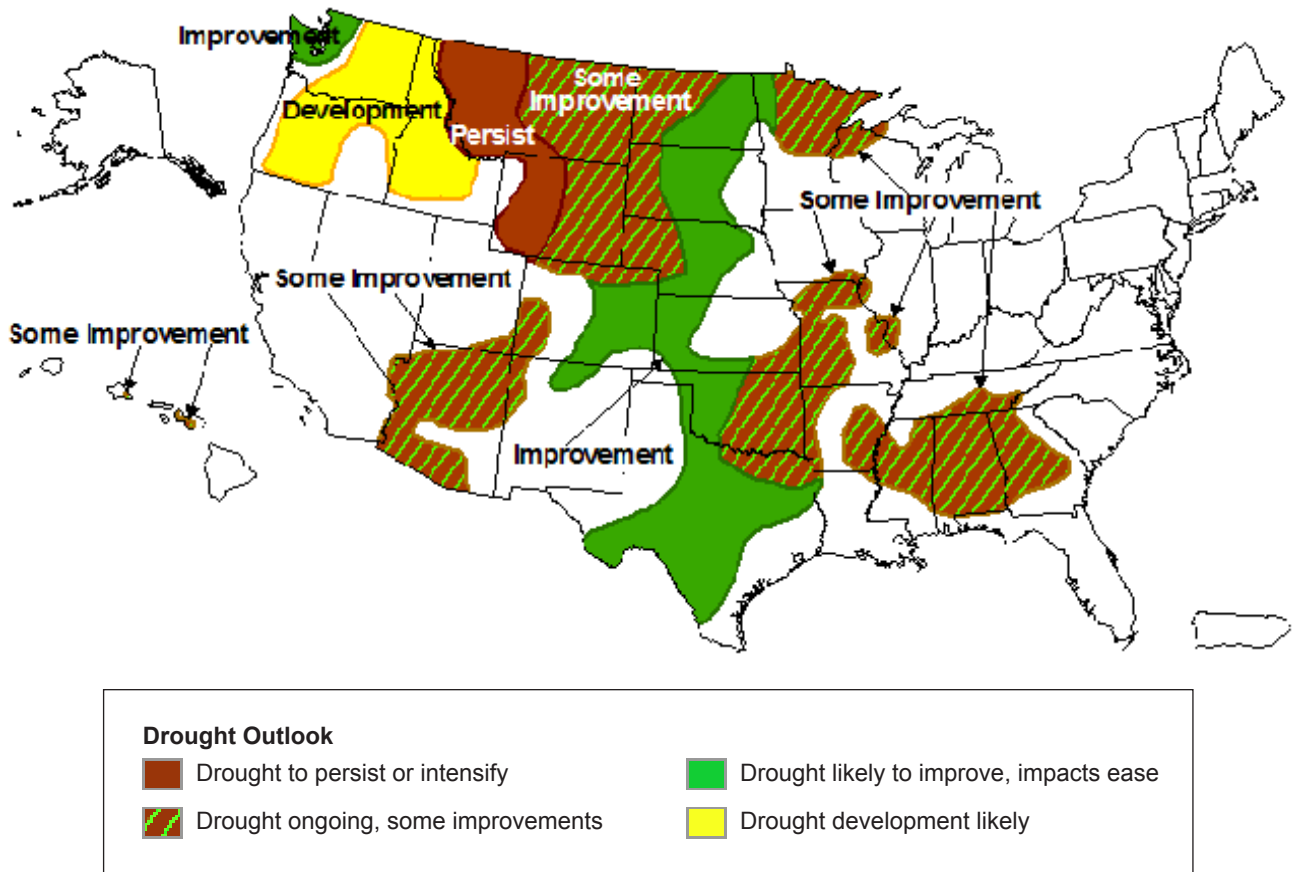 Improvement
Some
Improvement
Development
Persist
Some Improvement
Some Improvement
Some Improvement
Improvement
Drought Outlook
Drought to persist or intensify
Drought likely to improve, impacts ease
Drought ongoing, some improvements
Drought development likely